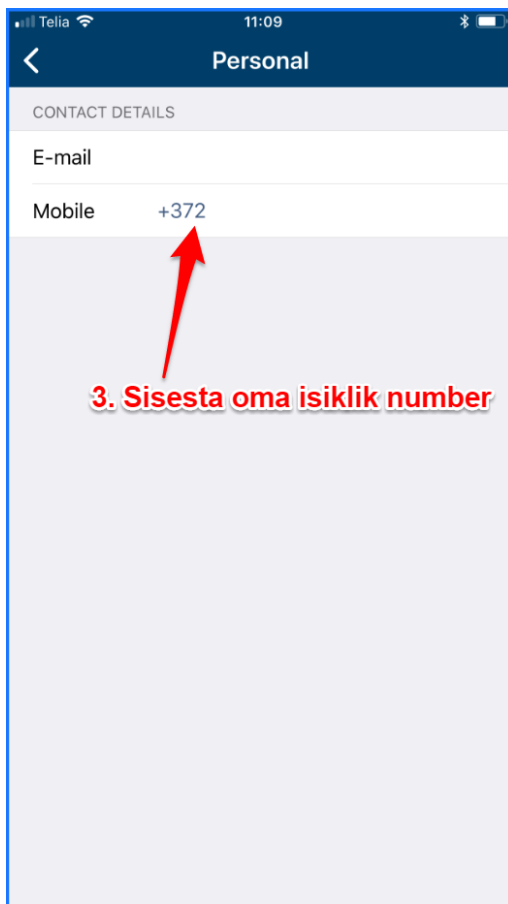 Telia 11:09
Personal
CONTACT DETAILS
E-mail
Mobile +372
3. Sisesta oma isiklik number